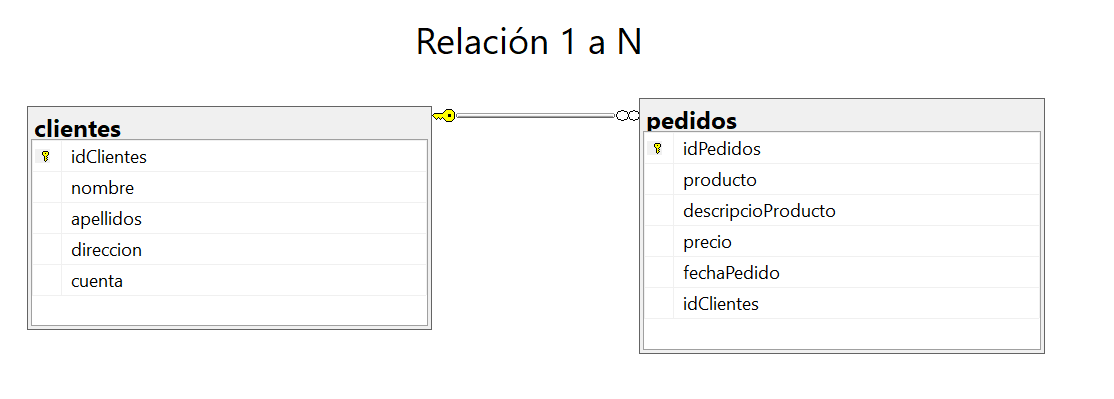 Relación 1 a N
clientes
idClientes
nombre
apellidos
direccion
cuenta
pedidos
idPedidos
producto
descripcioProducto
precio
fechaPedido
idClientes